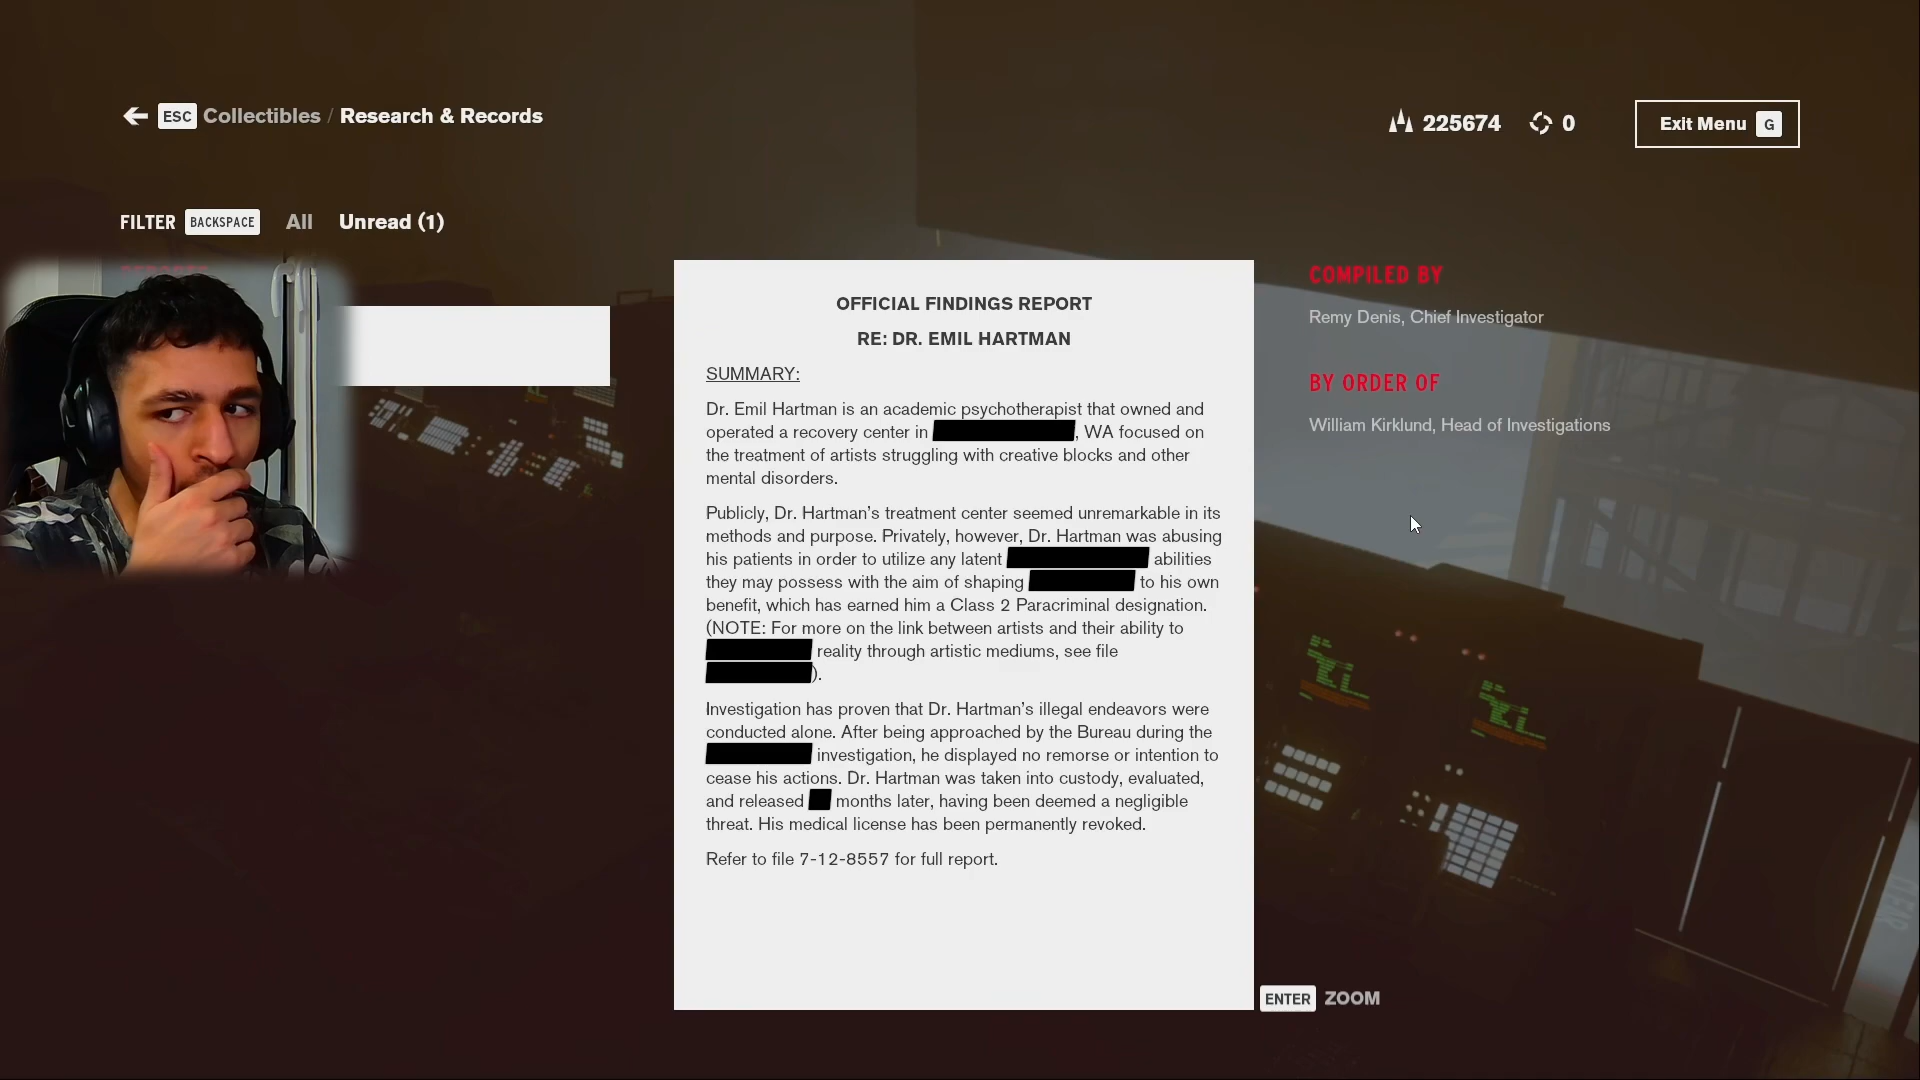 ESC Collectibles / Research & Records
225674
0
Exit Menu G
FILTER BACKSPACE All Unread (1)
OFFICIAL FINDINGS REPORT
RE: DR. EMIL HARTMAN
SUMMARY:
Dr. Emil Hartman is an academic psychotherapist that owned and
operated a recovery center in , WA focused on
the treatment of artists struggling with creative blocks and other
mental disorders.
Publicly, Dr. Hartman's treatment center seemed unremarkable in its
methods and purpose. Privately, however, Dr. Hartman was abusing
his patients in order to utilize any latent abilities
they may possess with the aim of shaping to his own
benefit, which has earned him a Class 2 Paracriminal designation.
(NOTE: For more on the link between artists and their ability to
reality through artistic mediums, see file
).
Investigation has proven that Dr. Hartman's illegal endeavors were
conducted alone. After being approached by the Bureau during the
investigation, he displayed no remorse or intention to
cease his actions. Dr. Hartman was taken into custody, evaluated,
and released months later, having been deemed a negligible
threat. His medical license has been permanently revoked.
Refer to file 7-12-8557 for full report.
COMPILED BY
Remy Denis, Chief Investigator
BY ORDER OF
William Kirklund, Head of Investigations
ENTER ZOOM